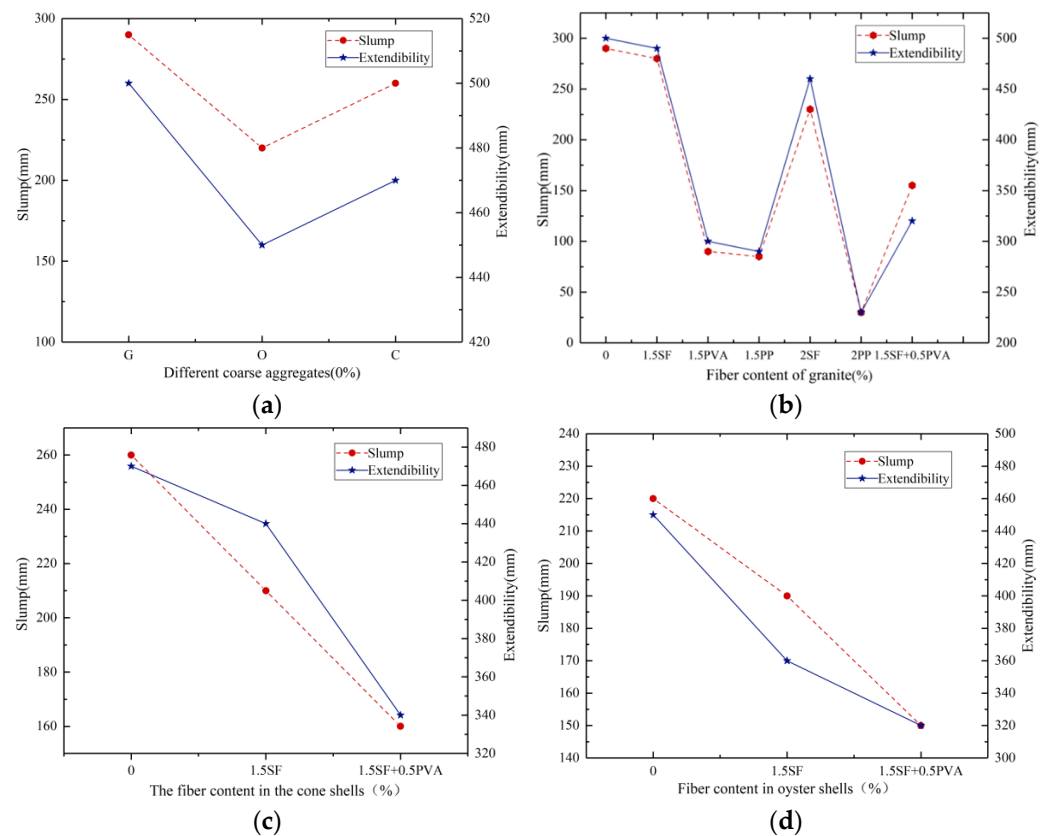 300
250
200
150
100
Slump(mm)
520
500
480
460
440
420
Extendibility(mm)
Slump
Extendibility
G O C
Different coarse aggregates(0%)
(a)
300
250
200
150
100
50
0
Slump(mm)
500
450
400
350
300
250
200
Extendibility(mm)
Slump
Extendibility
0 1.5SF 1.5PVA 1.5PP 2SF 2PP 1.5SF+0.5PVA
Fiber content of granite(%)
(b)
260
240
220
200
180
160
Slump(mm)
480
460
440
420
400
380
360
340
320
Extendibility(mm)
Slump
Extendibility
0 1.5SF 1.5SF+0.5PVA
The fiber content in the cone shells（%）
(c)
240
230
220
210
200
190
180
170
160
150
140
Slump(mm)
500
480
460
440
420
400
380
360
340
320
300
Extendibility(mm)
Slump
Extendibility
0 1.5SF 1.5SF+0.5PVA
Fiber content in oyster shells（%）
(d)